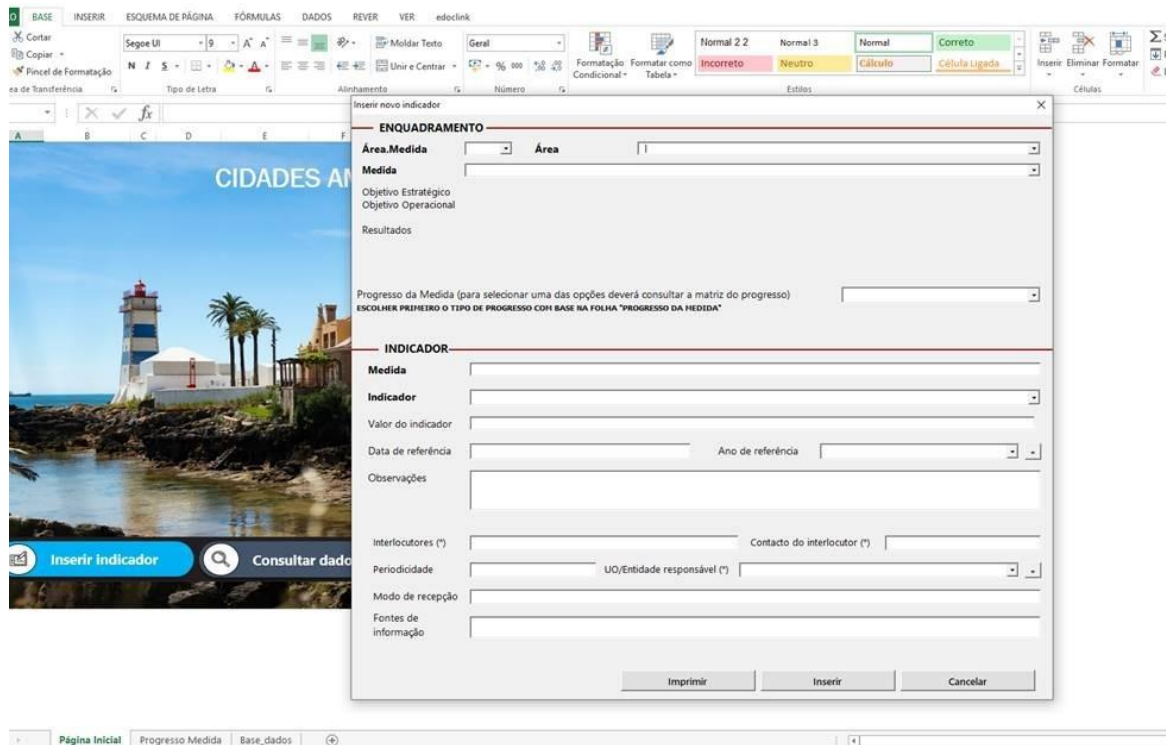 BASE INSERIR ESQUEMA DE PÁGINA FÓRMULAS DADOS REVER VER edoclink
Cortar
Copiar
Pincel de Formatação
Segoe UI 9 A A
N I S A
Moldar Texto
Unir e Centrar
Geral
% 000
Formatação Condicional
Formatar como Tabela
Normal 2 2 Normal 3 Normal Correto
Incorreto Neutro Cálculo Célula Ligada
Inserir Eliminar Formatar
ea de Transferência Tipo de Letra Alinhamento Número Estilos Células
fx
A B C D E F
CIDADES AM
Inserir indicador
Consultar dado
Inserir novo indicador
ENQUADRAMENTO
Área.Medida Área
Medida
Objetivo Estratégico
Objetivo Operacional
Resultados
Progresso da Medida (para selecionar uma das opções deverá consultar a matriz do progresso)
ESCOLHER PRIMEIRO O TIPO DE PROGRESSO COM BASE NA FOLHA "PROGRESSO DA MEDIDA"
INDICADOR
Medida
Indicador
Valor do indicador
Data de referência Ano de referência
Observações
Interlocutores (*) Contacto do interlocutor (*)
Periodicidade UO/Entidade responsável (*)
Modo de recepção
Fontes de
informação
Imprimir Inserir Cancelar
Página Inicial Progresso Medida Base_dados